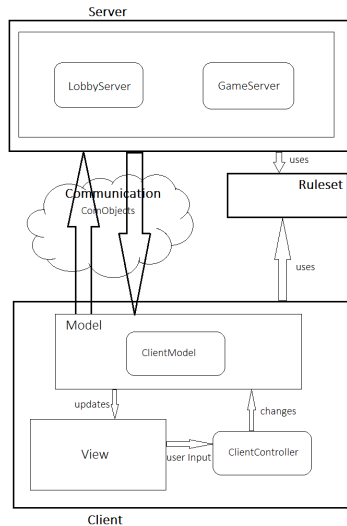 Server
LobbyServer
GameServer
uses
Communication
ComObjects
Ruleset
uses
Model
ClientModel
updates
changes
View
user Input
ClientController
Client